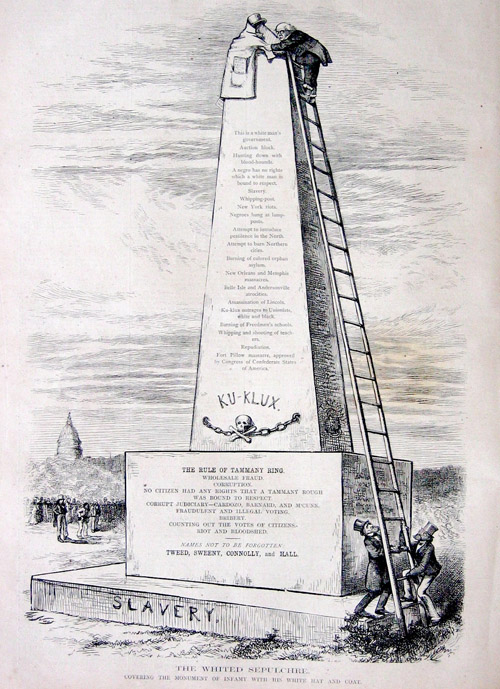 This is a white man's
government.
Auction block.
Hunting down with
blood-hounds.
A negro has no rights
which a white man is
bound to respect.
Slavery.
Whipping-post.
New York riots.
Negroes hung to lamp-
posts.
Attempt to introduce
pestilence in the North.
Attempt to burn Northern
cities.
Burning of colored orphan
asylum.
New Orleans and Memphis
massacres.
Belle Isle and Andersonville
atrocities.
Assassination of Lincoln.
Ku-klux outrages to Unionists,
white and black.
Burning of Freedmen's schools.
Whipping and shooting of teach-
ers.
Repudiation.
Fort Pillow massacre, approved
by Congress of Confederate States
of America.
KU-KLUX.
THE RULE OF TAMMANY RING.
WHOLESALE FRAUD.
CORRUPTION.
NO CITIZEN HAD ANY RIGHTS THAT A TAMMANY ROUGH
WAS BOUND TO RESPECT
CORRUPT JUDICIARY—CARDOZO, BARNARD, AND M'CUNN.
FRAUDULENT AND ILLEGAL VOTING.
BRIBERY.
COUNTING OUT THE VOTES OF CITIZENS.
RIOT AND BLOODSHED.
NAMES NOT TO BE FORGOTTEN:
TWEED, SWEENY, CONNOLLY, and HALL.
SLAVERY.
THE WHITED SEPULCHRE.
COVERING THE MONUMENT OF INFAMY WITH HIS WHITE HAT AND COAT.